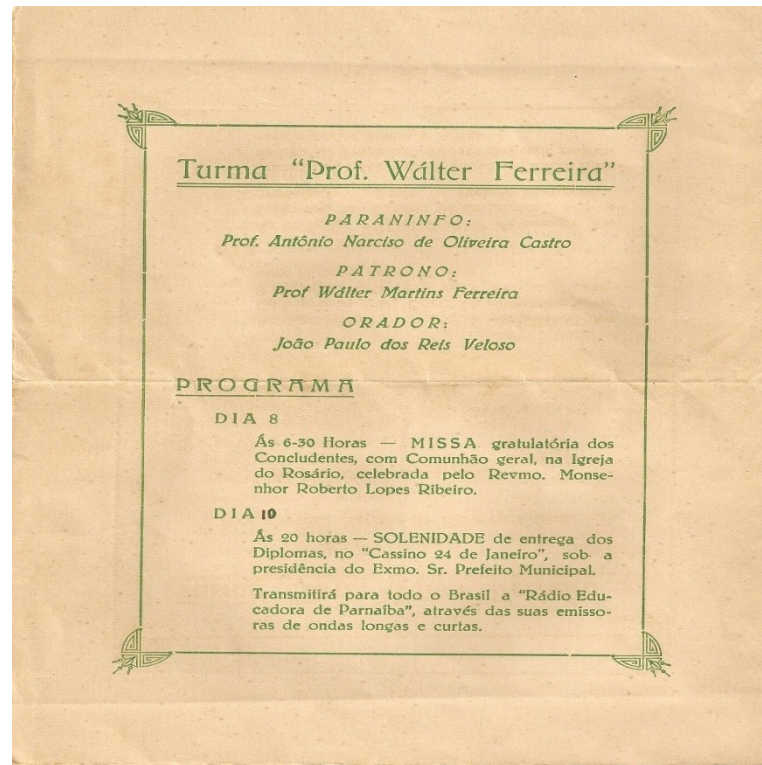 Turma "Prof. Wálter Ferreira"
PARANINFO:
Prof. Antônio Narciso de Oliveira Castro
PATRONO:
Prof Wálter Martins Ferreira
ORADOR:
João Paulo dos Reis Veloso
PROGRAMA
DIA 8
Ás 6-30 Horas — MISSA gratulatória dos
Concludentes, com Comunhão geral, na Igreja
do Rosário, celebrada pelo Revmo. Monse-
nhor Roberto Lopes Ribeiro.
DIA 10
Ás 20 horas — SOLENIDADE de entrega dos
Diplomas, no "Cassino 24 de Janeiro", sob a
presidência do Exmo. Sr. Prefeito Municipal.
Transmitirá para todo o Brasil a "Rádio Edu-
cadora de Parnaíba", através das suas emisso-
ras de ondas longas e curtas.